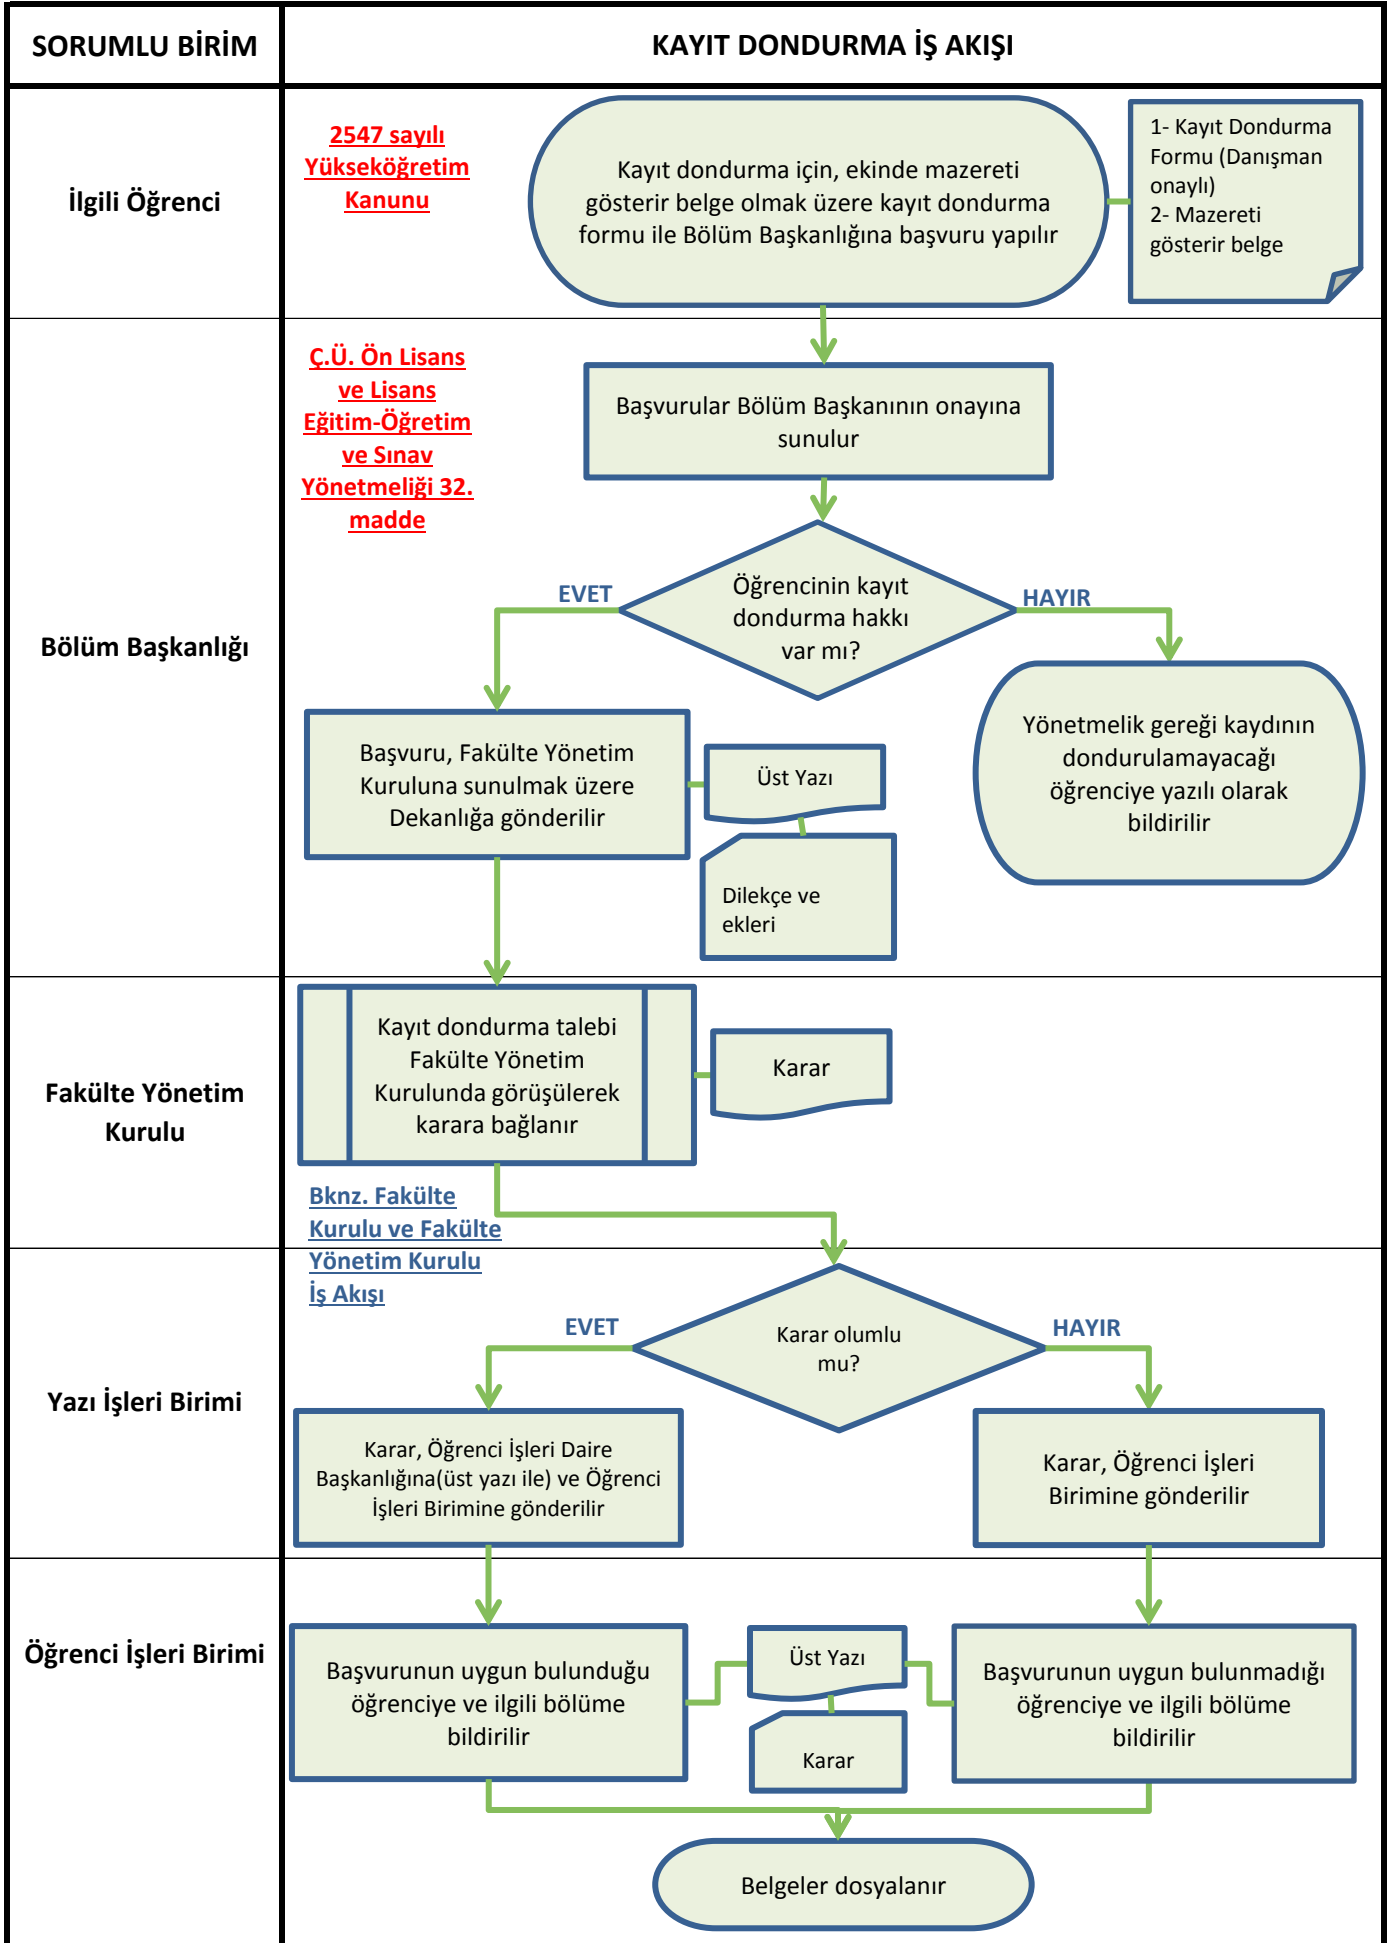 SORUMLU BİRİM
KAYIT DONDURMA İŞ AKIŞI
İlgili Öğrenci
2547 sayılı
Yükseköğretim
Kanunu
Kayıt dondurma için, ekinde mazereti
gösterir belge olmak üzere kayıt dondurma
formu ile Bölüm Başkanlığına başvuru yapılır
1- Kayıt Dondurma
Formu (Danışman
onaylı)
2- Mazereti
gösterir belge
Bölüm Başkanlığı
Ç.Ü. Ön Lisans
ve Lisans
Eğitim-Öğretim
ve Sınav
Yönetmeliği 32.
madde
Başvurular Bölüm Başkanının onayına
sunulur
Öğrencinin kayıt
dondurma hakkı
var mı?
EVET
HAYIR
Başvuru, Fakülte Yönetim
Kuruluna sunulmak üzere
Dekanlığa gönderilir
Üst Yazı
Dilekçe ve
ekleri
Yönetmelik gereği kaydının
dondurulamayacağı
öğrenciye yazılı olarak
bildirilir
Fakülte Yönetim
Kurulu
Kayıt dondurma talebi
Fakülte Yönetim
Kurulunda görüşülerek
karara bağlanır
Karar
Bknz. Fakülte
Kurulu ve Fakülte
Yönetim Kurulu
İş Akışı
Yazı İşleri Birimi
Karar olumlu
mu?
EVET
HAYIR
Karar, Öğrenci İşleri Daire
Başkanlığına(üst yazı ile) ve Öğrenci
İşleri Birimine gönderilir
Karar, Öğrenci İşleri
Birimine gönderilir
Öğrenci İşleri Birimi
Başvurunun uygun bulunduğu
öğrenciye ve ilgili bölüme
bildirilir
Üst Yazı
Karar
Başvurunun uygun bulunmadığı
öğrenciye ve ilgili bölüme
bildirilir
Belgeler dosyalanır